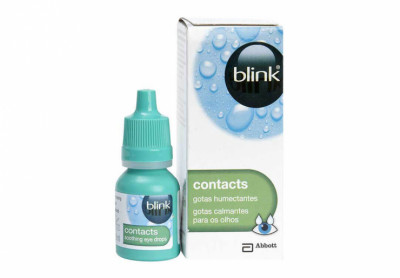 blink®
contacts
gotas humectantes
gotas calmantes
para os olhos
Abbott
blink
contacts
soothing eye drops